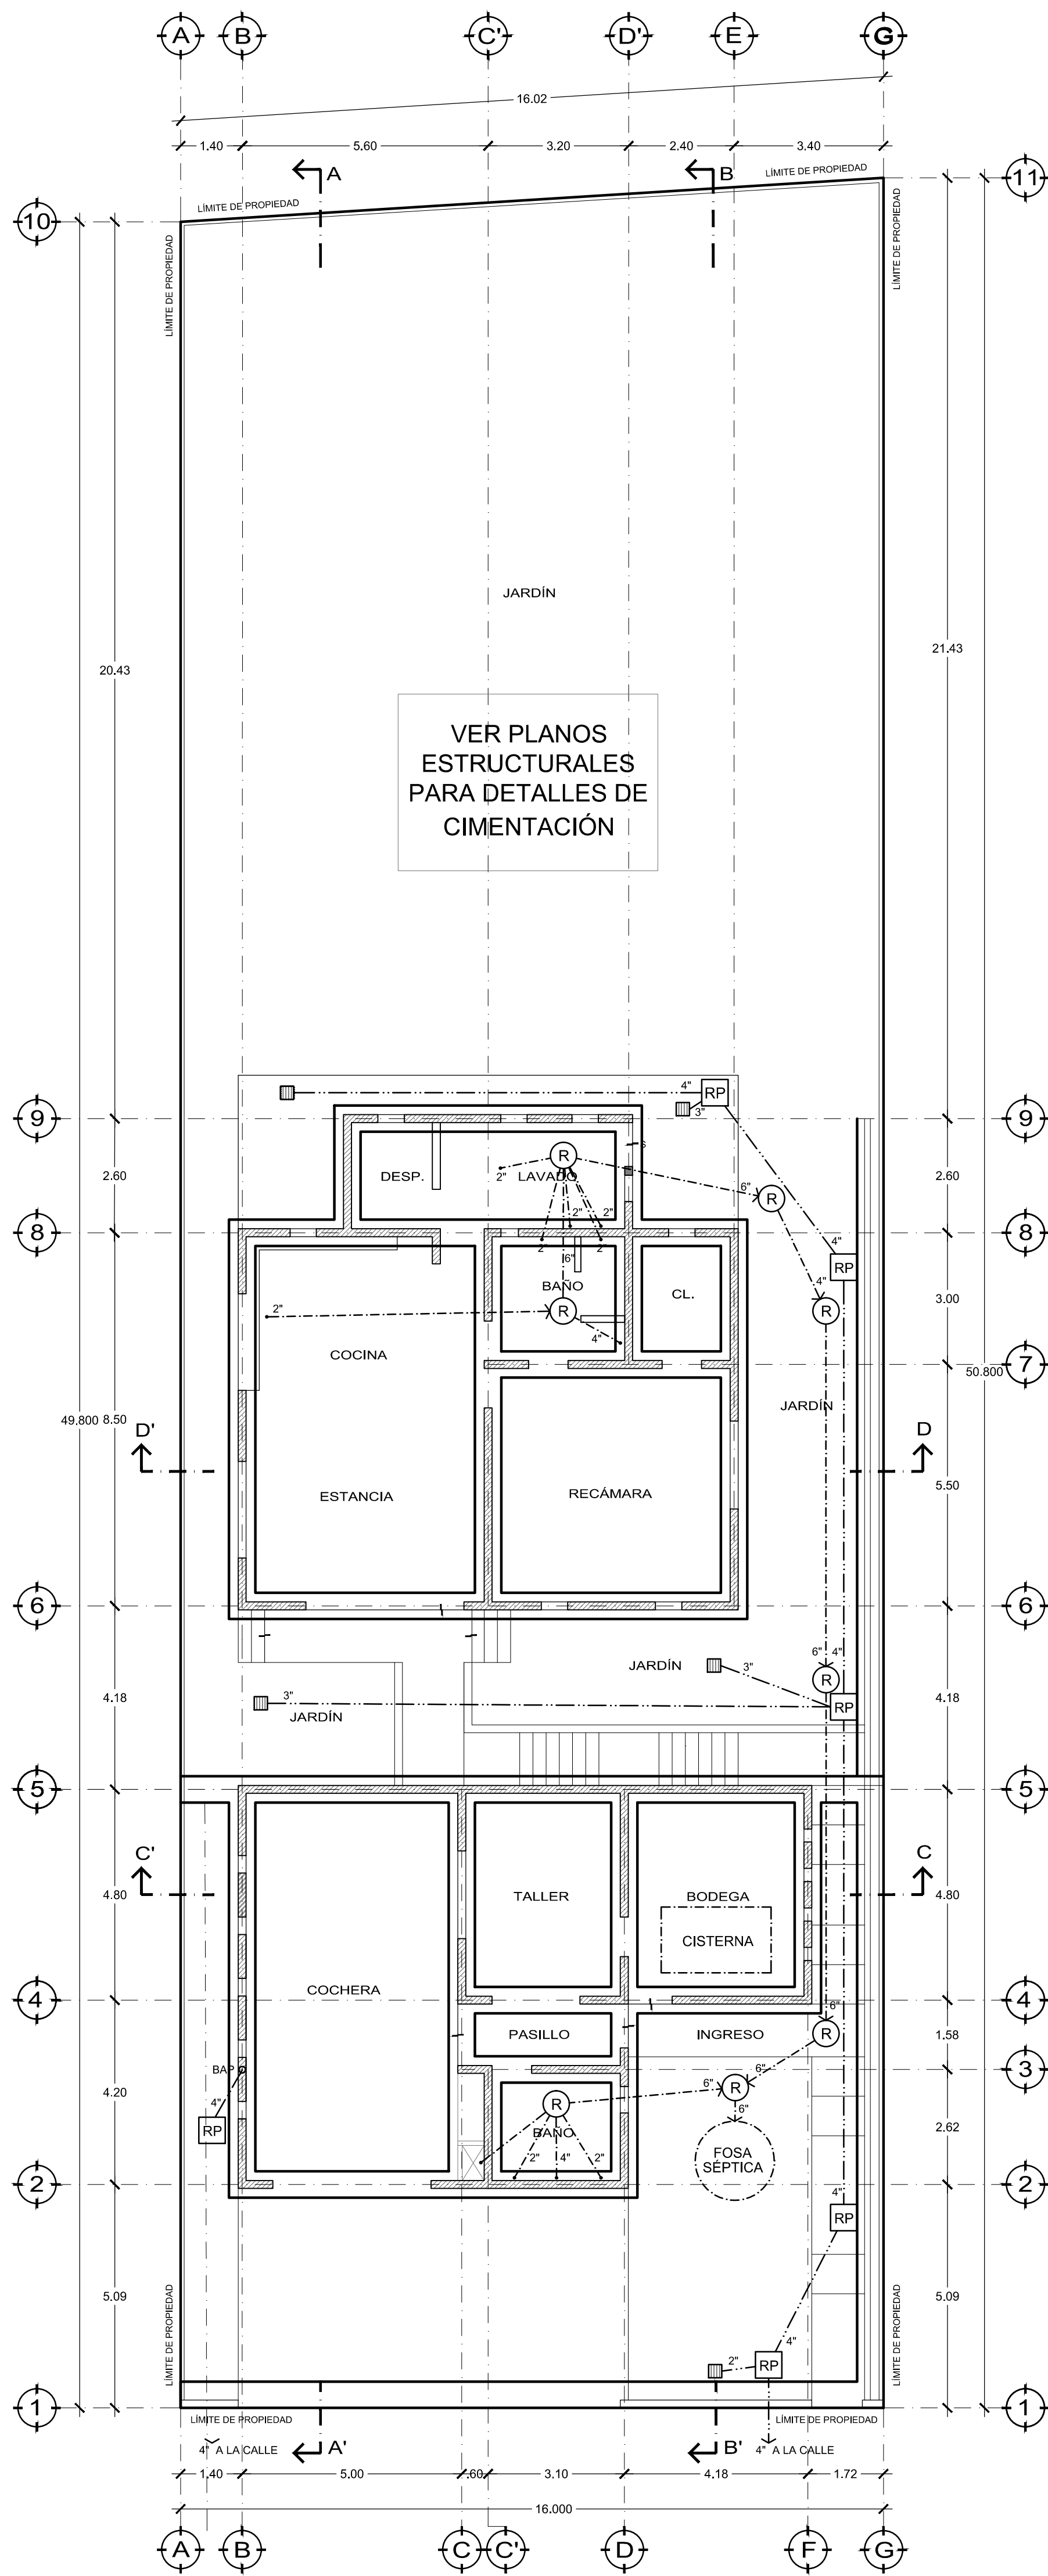 A B C' D' E G
16.02
1.40 5.60 3.20 2.40 3.40
A B
LÍMITE DE PROPIEDAD
11
LÍMITE DE PROPIEDAD
10
LÍMITE DE PROPIEDAD
LÍMITE DE PROPIEDAD
JARDÍN
21.43
20.43
VER PLANOS
ESTRUCTURALES
PARA DETALLES DE
CIMENTACIÓN
4" RP
3"
9 9
S
R
2.60 DESP. 2" LAVADO 6" 2.60
R
2" 2"
8 8
2" 2" 4"
6" RP
BAÑO CL. 4"
3.00
2" R R
4"
COCINA
7
50.800
JARDÍN
49.800 8.50
D' D
5.50
ESTANCIA RECÁMARA
6 6
6" 4"
JARDÍN 3"
R
4.18 3" RP 4.18
JARDÍN
5 5
C' C
4.80 TALLER BODEGA 4.80
CISTERNA
COCHERA
4 4
6"
PASILLO INGRESO R 1.58
BAP 6" 3
6" R
4.20 4" R 6"
RP BAÑO 2.62
2" 4" 2" FOSA
SÉPTICA
2 2
4"
RP
5.09 5.09
LÍMITE DE PROPIEDAD
LÍMITE DE PROPIEDAD
4"
2" RP
1 1
LÍMITE DE PROPIEDAD LÍMITE DE PROPIEDAD
4" A LA CALLE A' B' 4" A LA CALLE
1.40 5.00 .60 3.10 4.18 1.72
16.000
A B C C' D F G